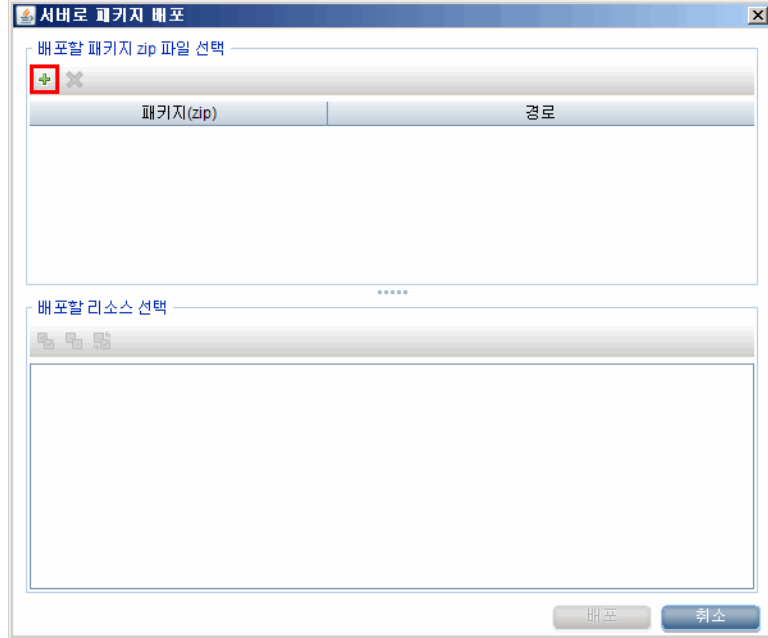 서버로 패키지 배포
배포할 패키지 zip 파일 선택
패키지(zip) 경로
배포할 리소스 선택
배포 취소